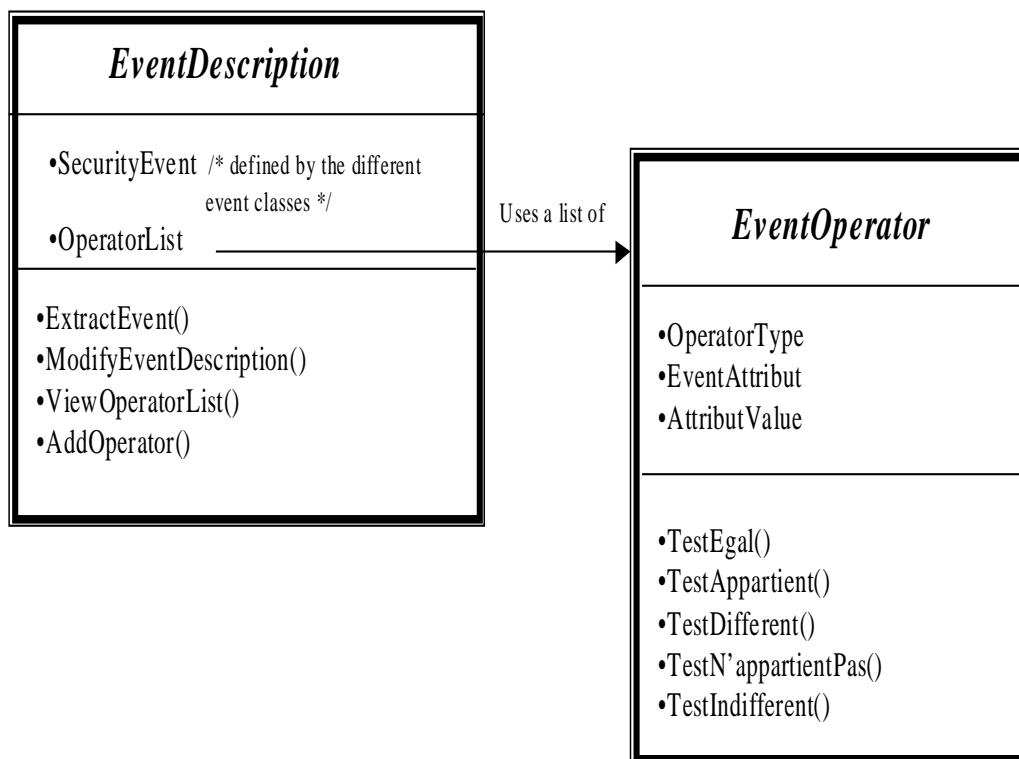 EventDescription
•SecurityEvent /* defined by the different
event classes */
•OperatorList
•ExtractEvent()
•ModifyEventDescription()
•ViewOperatorList()
•AddOperator()
Uses a list of
EventOperator
•OperatorType
•EventAttribut
•AttributValue
•TestEgal()
•TestAppartient()
•TestDifferent()
•TestN’appartientPas()
•TestIndifferent()